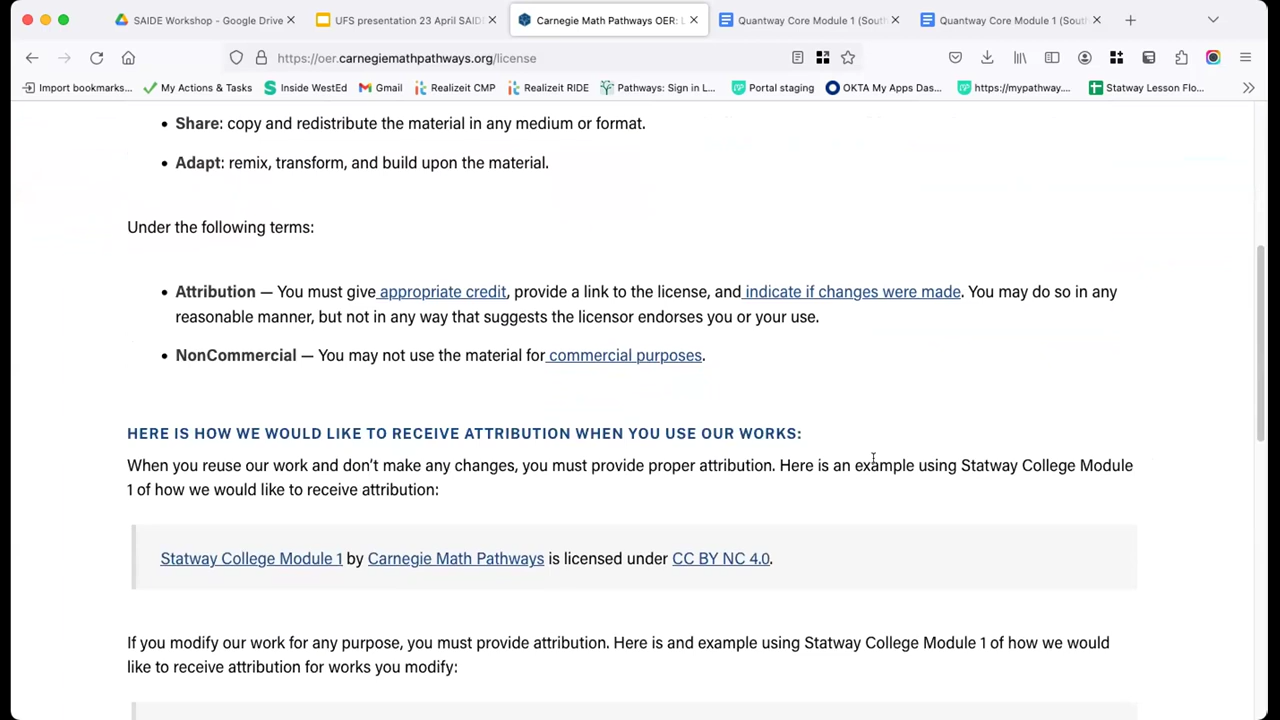 SAIDE Workshop - Google Drive
UFS presentation 23 April SAID
Carnegie Math Pathways OER: L
Quantway Core Module 1 (South
Quantway Core Module 1 (South
https://oer.carnegiemathpathways.org/license
Import bookmarks...
My Actions & Tasks
Inside WestEd
Gmail
Realizeit CMP
Realizeit RIDE
Pathways: Sign in L...
Portal staging
OKTA My Apps Das...
https://mypathway....
Statway Lesson Flo...
• Share: copy and redistribute the material in any medium or format.
• Adapt: remix, transform, and build upon the material.
Under the following terms:
• Attribution — You must give appropriate credit, provide a link to the license, and indicate if changes were made. You may do so in any
reasonable manner, but not in any way that suggests the licensor endorses you or your use.
• NonCommercial — You may not use the material for commercial purposes.
HERE IS HOW WE WOULD LIKE TO RECEIVE ATTRIBUTION WHEN YOU USE OUR WORKS:
When you reuse our work and don't make any changes, you must provide proper attribution. Here is an example using Statway College Module
1 of how we would like to receive attribution:
Statway College Module 1 by Carnegie Math Pathways is licensed under CC BY NC 4.0.
If you modify our work for any purpose, you must provide attribution. Here is and example using Statway College Module 1 of how we would
like to receive attribution for works you modify: